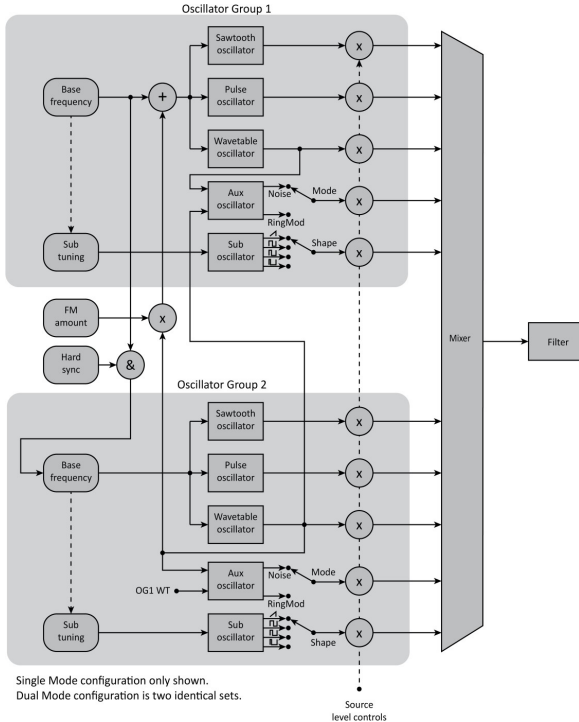 Oscillator Group 1
Sawtooth
oscillator
x
Base
frequency
+
Pulse
oscillator
x
Wavetable
oscillator
x
Aux
oscillator
Noise
Mode
x
RingMod
Sub
tuning
Sub
oscillator
Shape
x
FM
amount
x
Hard
sync
&
Mixer
Filter
Oscillator Group 2
Sawtooth
oscillator
x
Base
frequency
Pulse
oscillator
x
Wavetable
oscillator
x
OG1 WT
Aux
oscillator
Noise
Mode
x
RingMod
Sub
tuning
Sub
oscillator
Shape
x
Single Mode configuration only shown.
Dual Mode configuration is two identical sets.
Source
level controls